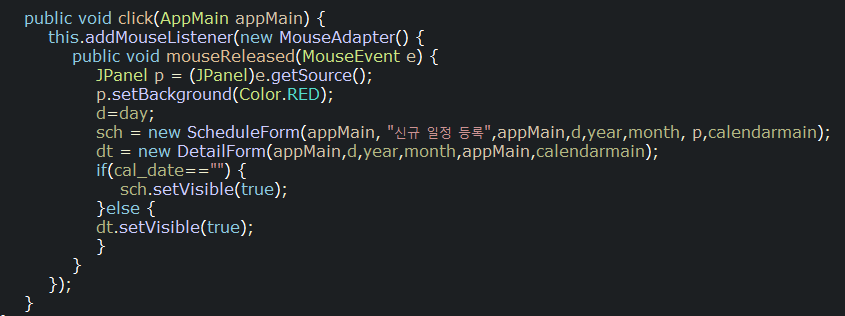 public void click(AppMain appMain) {
this.addMouseListener(new MouseAdapter() {
public void mouseReleased(MouseEvent e) {
JPanel p = (JPanel)e.getSource();
p.setBackground(Color.RED);
d=day;
sch = new ScheduleForm(appMain, "신규 일정 등록",appMain,d,year,month, p,calendarmain);
dt = new DetailForm(appMain,d,year,month,appMain,calendarmain);
if(cal_date=="") {
sch.setVisible(true);
}else {
dt.setVisible(true);
}
}
});
}